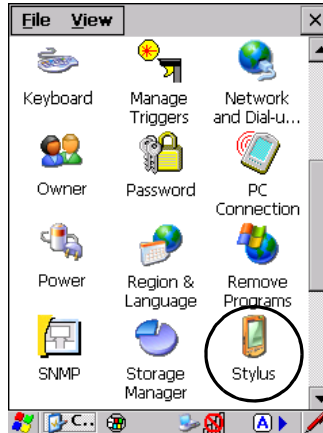 File View
Keyboard
Manage
Triggers
Network
and Dial-u...
Owner
Password
PC
Connection
Power
Region &
Language
Remove
Programs
SNMP
Storage
Manager
Stylus
C..
A